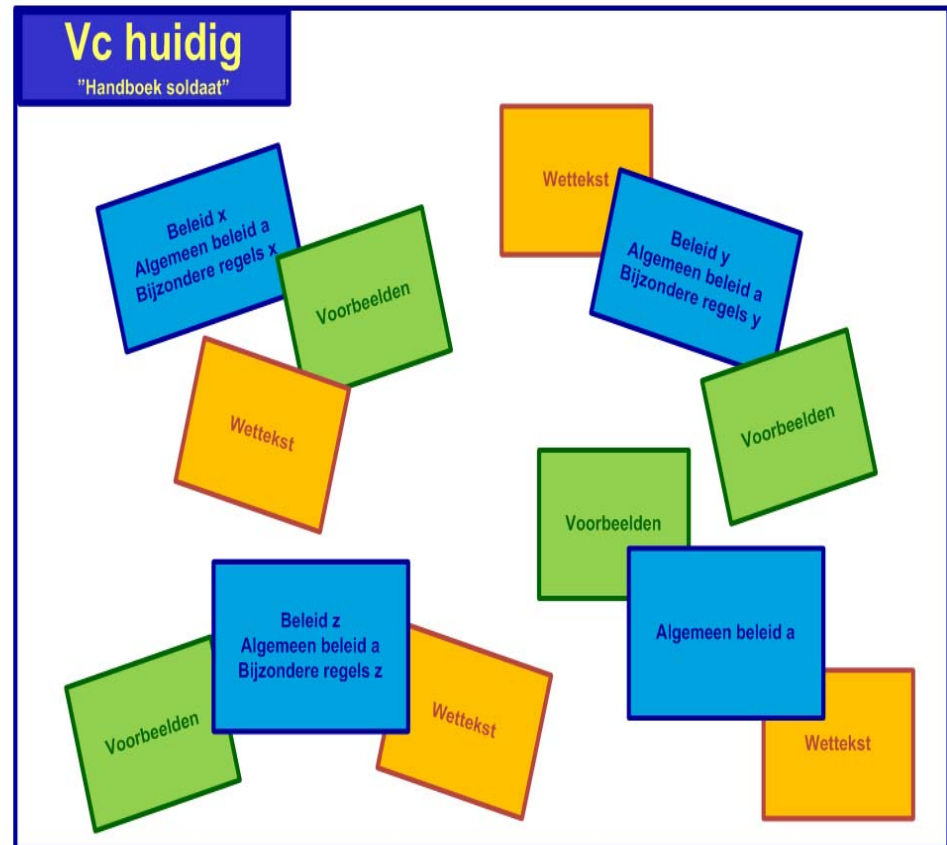 Vc huidig
”Handboek soldaat”
Beleid x
Algemeen beleid a
Bijzondere regels x
Voorbeelden
Wettekst
Wettekst
Beleid y
Algemeen beleid a
Bijzondere regels y
Voorbeelden
Beleid z
Algemeen beleid a
Bijzondere regels z
Voorbeelden
Wettekst
Voorbeelden
Algemeen beleid a
Wettekst